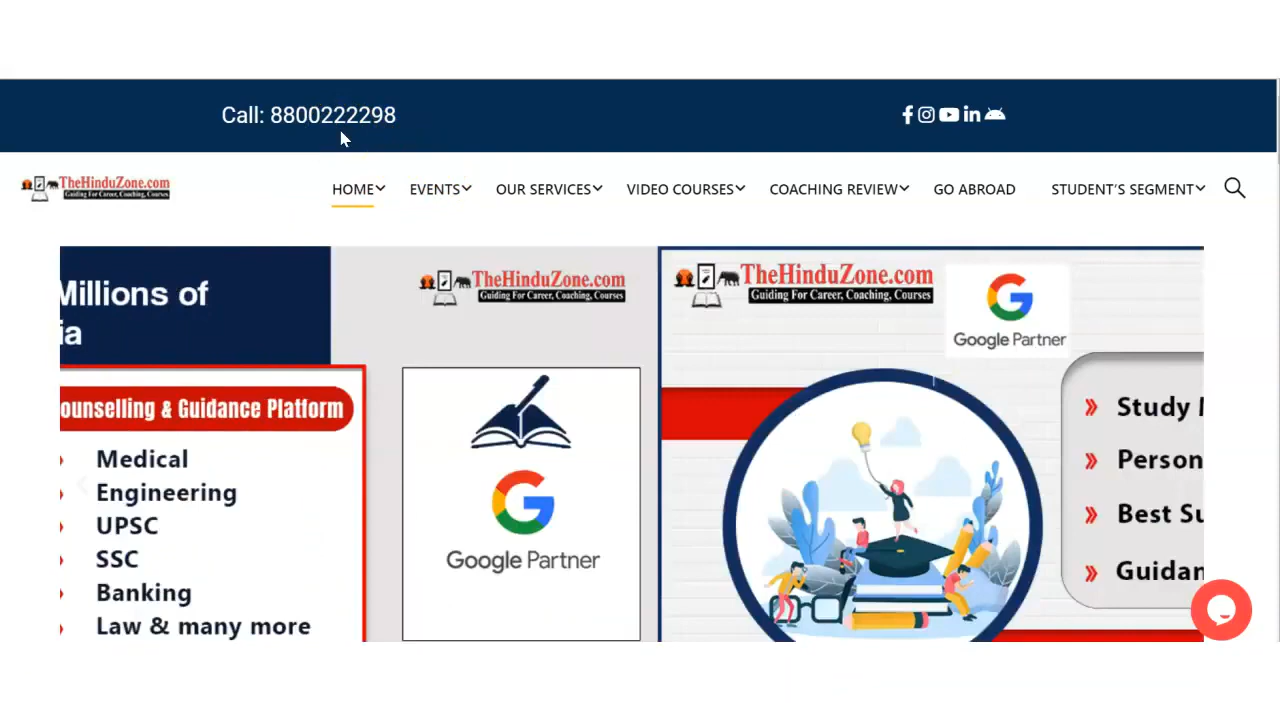 Call: 8800222298
TheHinduZone.com
Guiding For Career, Coaching, Courses
HOME EVENTS OUR SERVICES VIDEO COURSES COACHING REVIEW GO ABROAD STUDENT'S SEGMENT
Millions of
ia
ounselling & Guidance Platform
Medical
Engineering
UPSC
SSC
Banking
Law & many more
TheHinduZone.com
Guiding For Career, Coaching, Courses
Google Partner
TheHinduZone.com
Guiding For Career, Coaching, Courses
Google Partner
Study
Person
Best Su
Guidan